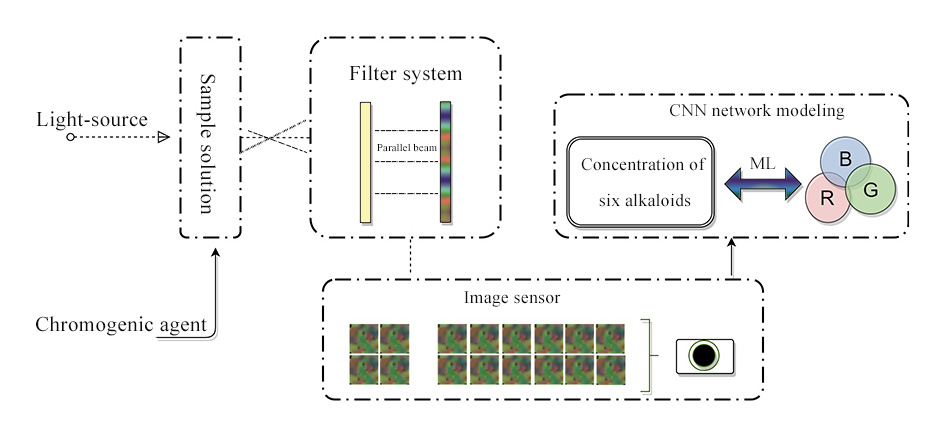 Light-source
Sample solution
Chromogenic agent
Filter system
Parallel beam
Image sensor
CNN network modeling
Concentration of
six alkaloids
ML
B
R
G